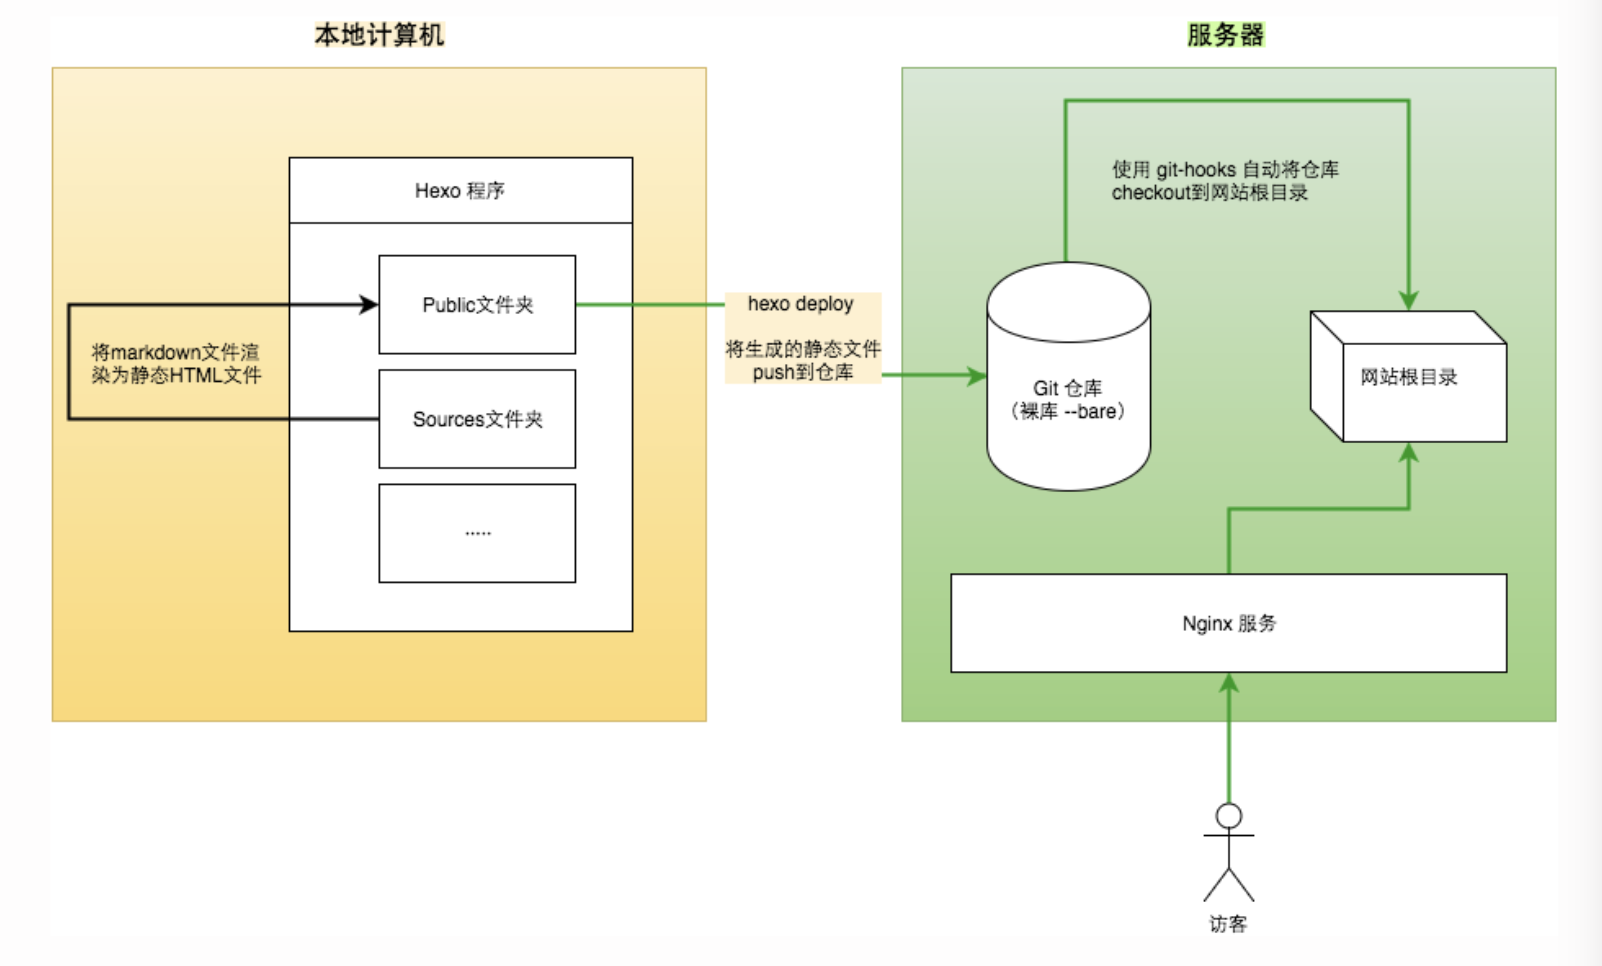 本地计算机
服务器
Hexo 程序
Public文件夹
将markdown文件渲
染为静态HTML文件
Sources文件夹
.....
hexo deploy
将生成的静态文件
push到仓库
使用 git-hooks 自动将仓库
checkout到网站根目录
Git 仓库
（裸库 --bare）
网站根目录
Nginx 服务
访客